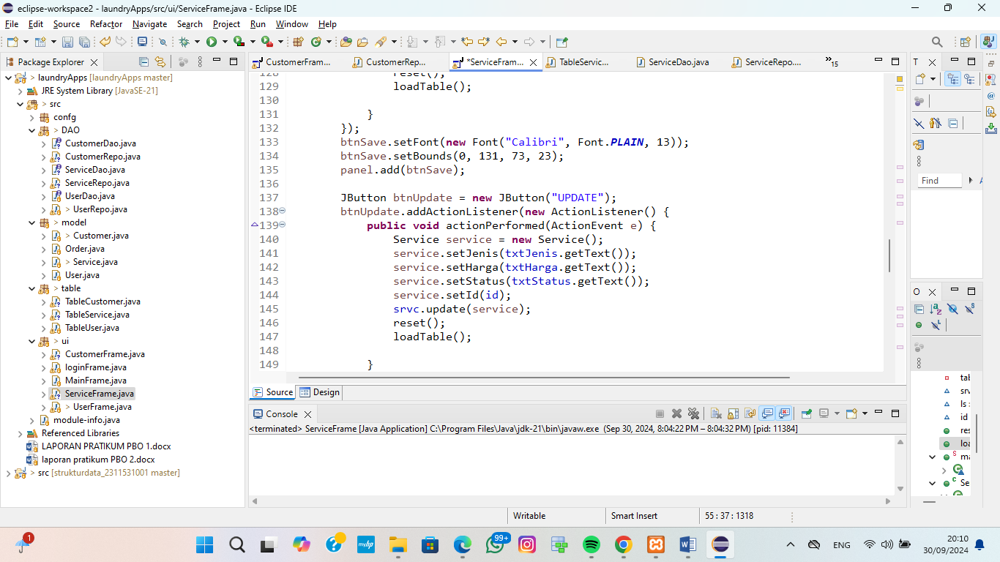 eclipse-workspace2 - laundryApps/src/ui/ServiceFrame.java - Eclipse IDE
File Edit Source Refactor Navigate Search Project Run Window Help
Package Explorer
> laundryApps [laundryApps master]
JRE System Library [JavaSE-21]
> src
confg
> DAO
CustomerDao.java
CustomerRepo.java
ServiceDao.java
ServiceRepo.java
UserDao.java
> UserRepo.java
> model
> Customer.java
Order.java
> Service.java
User.java
> table
TableCustomer.java
TableService.java
TableUser.java
> ui
CustomerFrame.java
loginFrame.java
MainFrame.java
ServiceFrame.java
> UserFrame.java
module-info.java
Referenced Libraries
LAPORAN PRATIKUM PBO 1.docx
laporan pratikum PBO 2.docx
> src [strukturdata_2311531001 master]
CustomerFram... CustomerRep... *ServiceFram... TableServic... ServiceDao.java ServiceRepo.... »15
128 reset();
129 loadTable();
130
131 }
132 });
133 btnSave.setFont(new Font("Calibri", Font.PLAIN, 13));
134 btnSave.setBounds(0, 131, 73, 23);
135 panel.add(btnSave);
136
137 JButton btnUpdate = new JButton("UPDATE");
138 btnUpdate.addActionListener(new ActionListener() {
139 public void actionPerformed(ActionEvent e) {
140 Service service = new Service();
141 service.setJenis(txtJenis.getText());
142 service.setHarga(txtHarga.getText());
143 service.setStatus(txtStatus.getText());
144 service.setId(id);
145 srvc.update(service);
146 reset();
147 loadTable();
148
149 }
Source Design
Console
<terminated> ServiceFrame [Java Application] C:\Program Files\Java\jdk-21\bin\javaw.exe (Sep 30, 2024, 8:04:22 PM – 8:04:32 PM) [pid: 11384]
T
Find
O
tab
srv
ls :
id
res
loa
ma
Se
Writable Smart Insert 55 : 37 : 1318
1
myhp
99+
ENG
20:10
30/09/2024